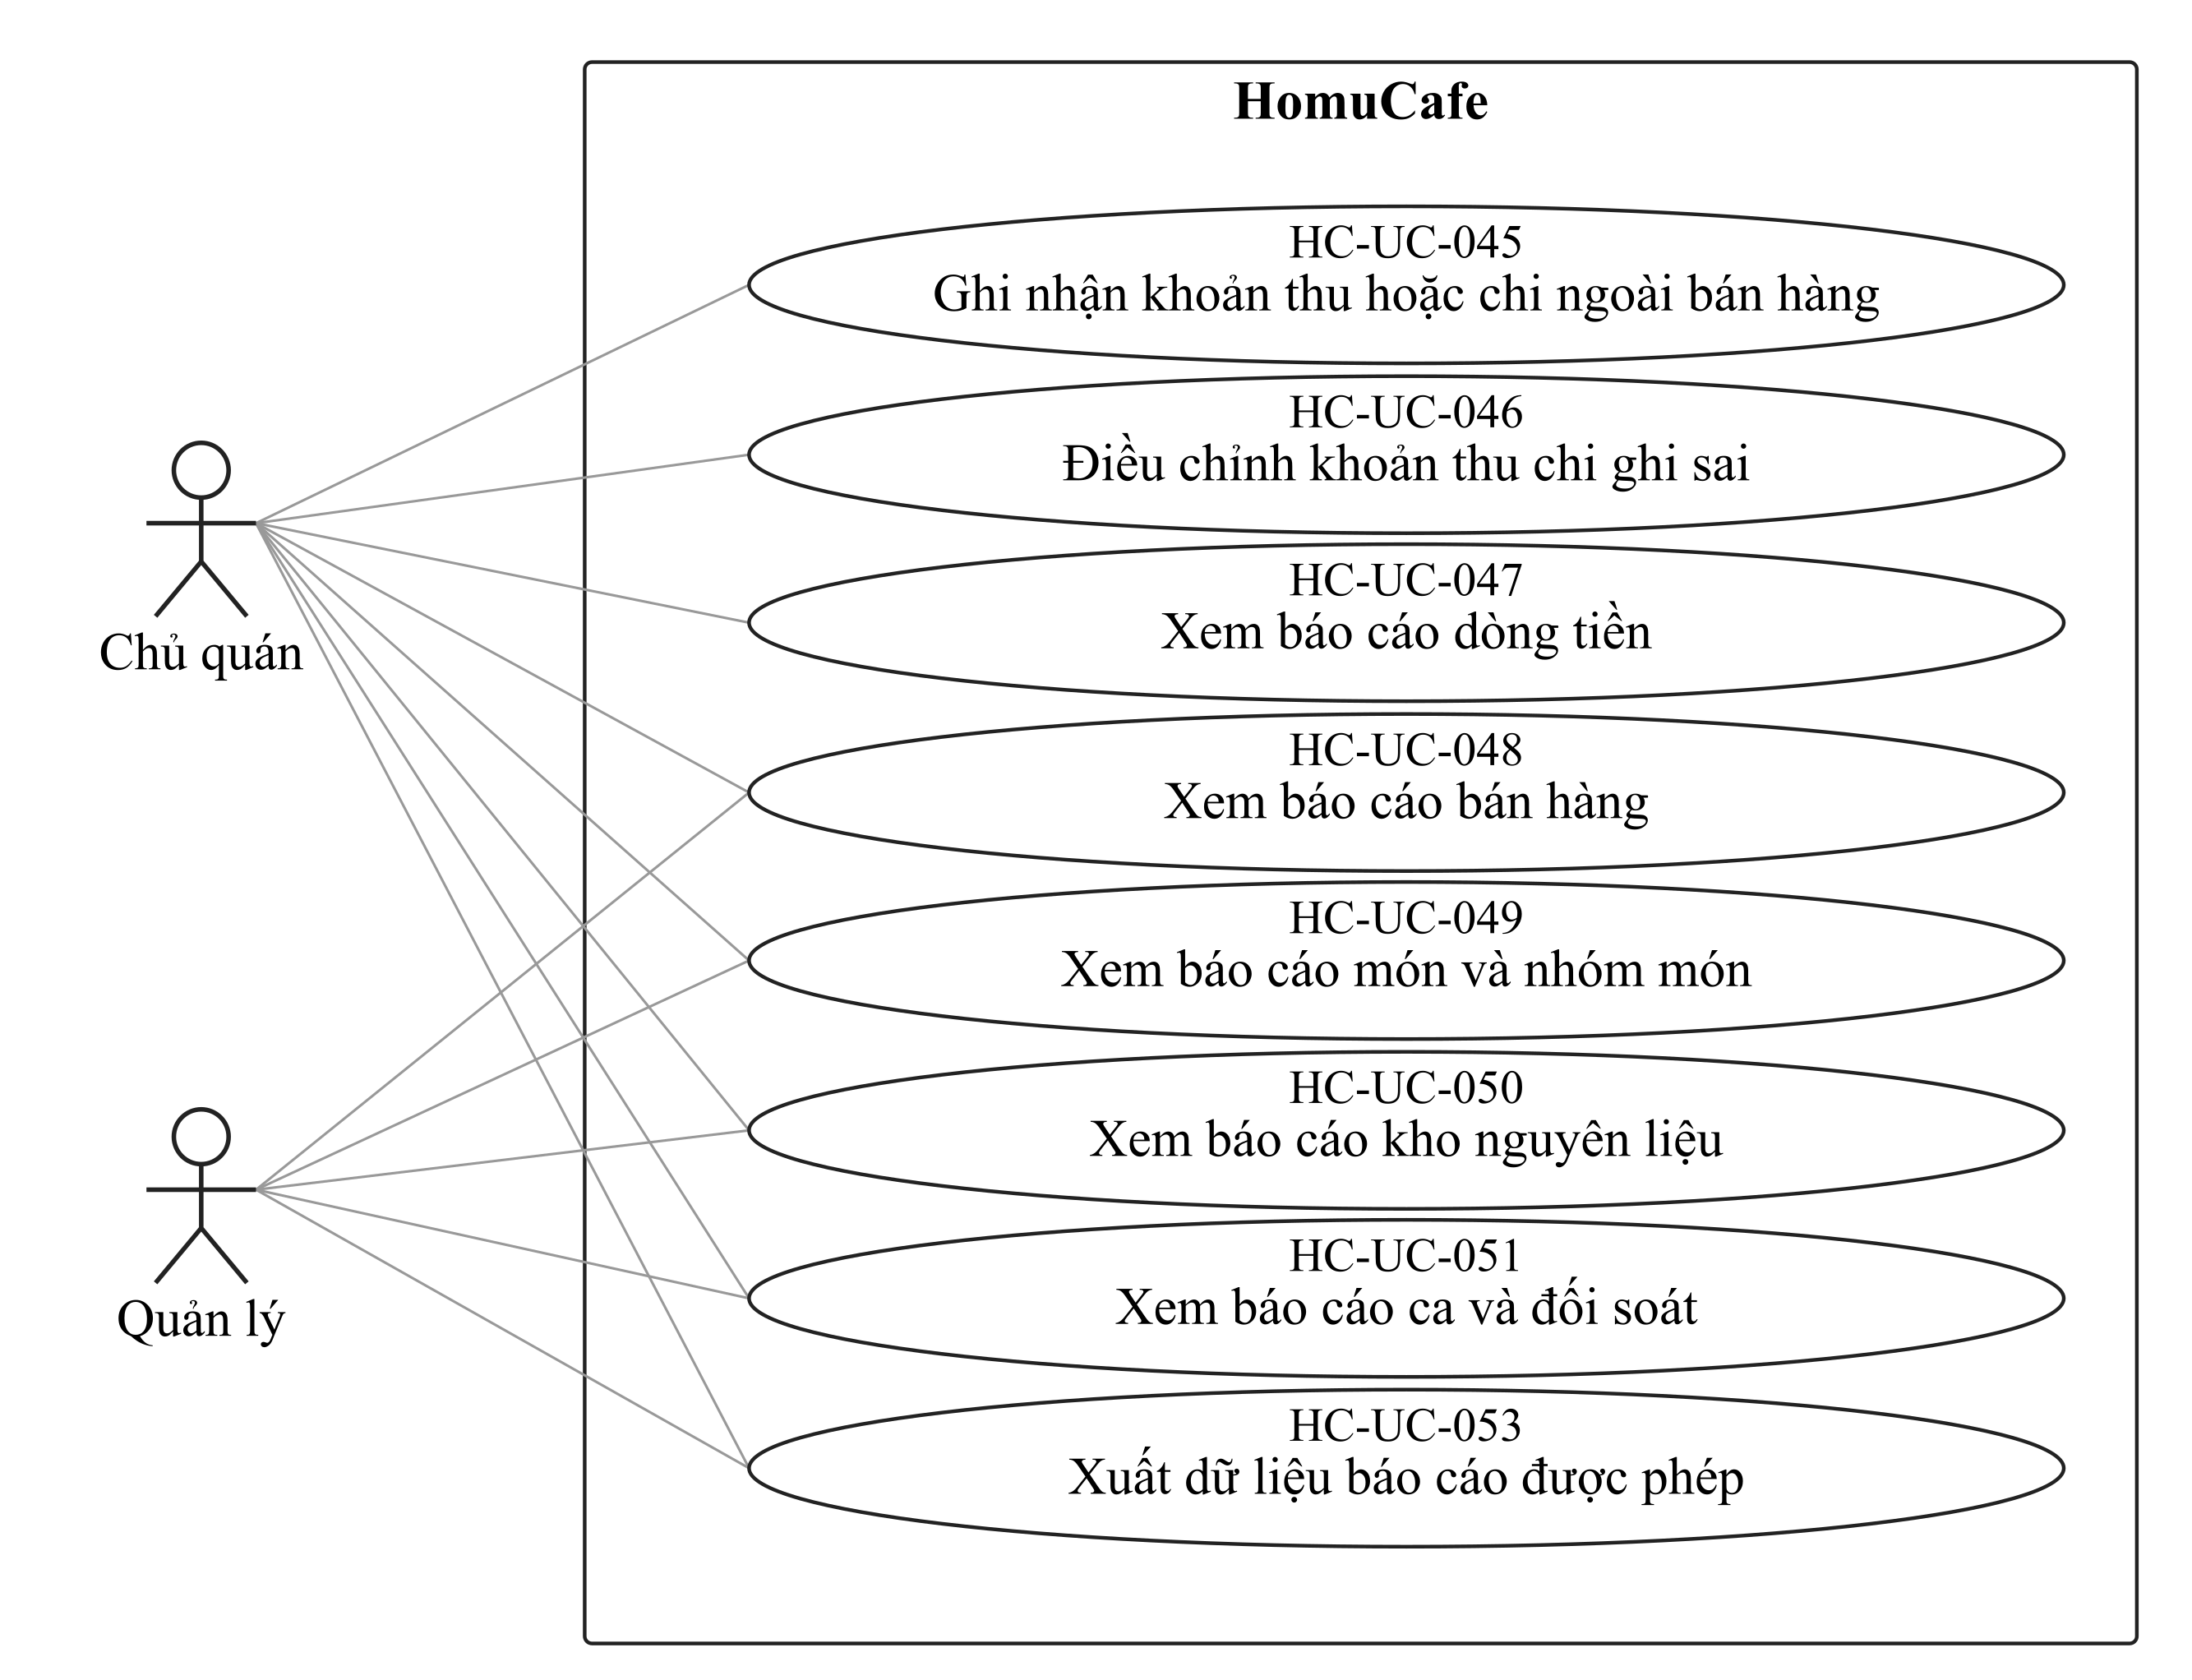 HomuCafe
HC-UC-045
Ghi nhận khoản thu hoặc chi ngoài bán hàng
HC-UC-046
Điều chỉnh khoản thu chi ghi sai
HC-UC-047
Xem báo cáo dòng tiền
Chủ quán
HC-UC-048
Xem báo cáo bán hàng
HC-UC-049
Xem báo cáo món và nhóm món
HC-UC-050
Xem báo cáo kho nguyên liệu
HC-UC-051
Xem báo cáo ca và đối soát
Quản lý
HC-UC-053
Xuất dữ liệu báo cáo được phép